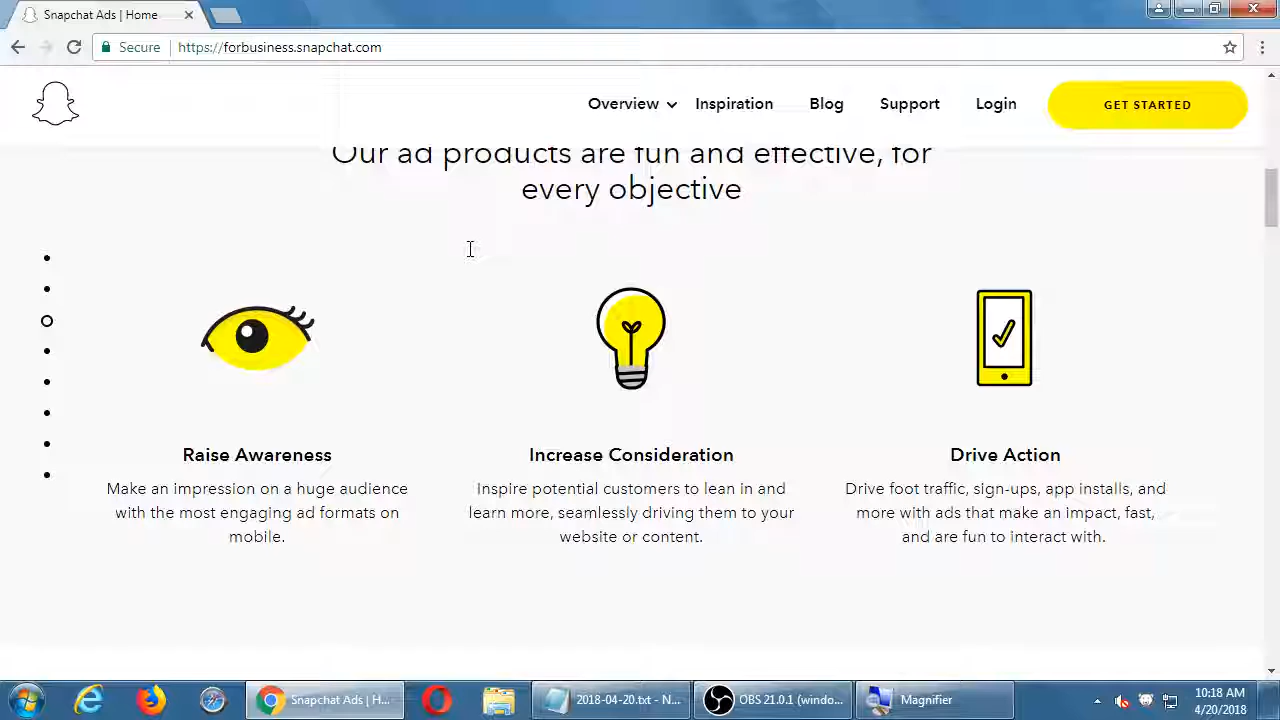 Snapchat Ads | Home
Secure
https://forbusiness.snapchat.com
Overview
Inspiration
Blog
Support
Login
GET STARTED
Our ad products are fun and effective, for
every objective
Raise Awareness
Make an impression on a huge audience
with the most engaging ad formats on
mobile.
Increase Consideration
Inspire potential customers to lean in and
learn more, seamlessly driving them to your
website or content.
Drive Action
Drive foot traffic, sign-ups, app installs, and
more with ads that make an impact, fast,
and are fun to interact with.
Snapchat Ads | H...
2018-04-20.txt - N...
OBS 21.0.1 (windo...
Magnifier
10:18 AM
4/20/2018